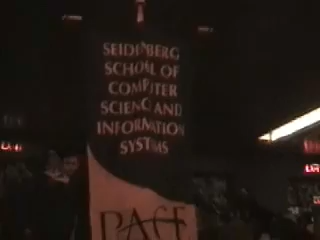 SEIDENBERG
SCHOOL OF
COMPUTER
SCIENCE AND
INFORMATION
SYSTEMS
PACE